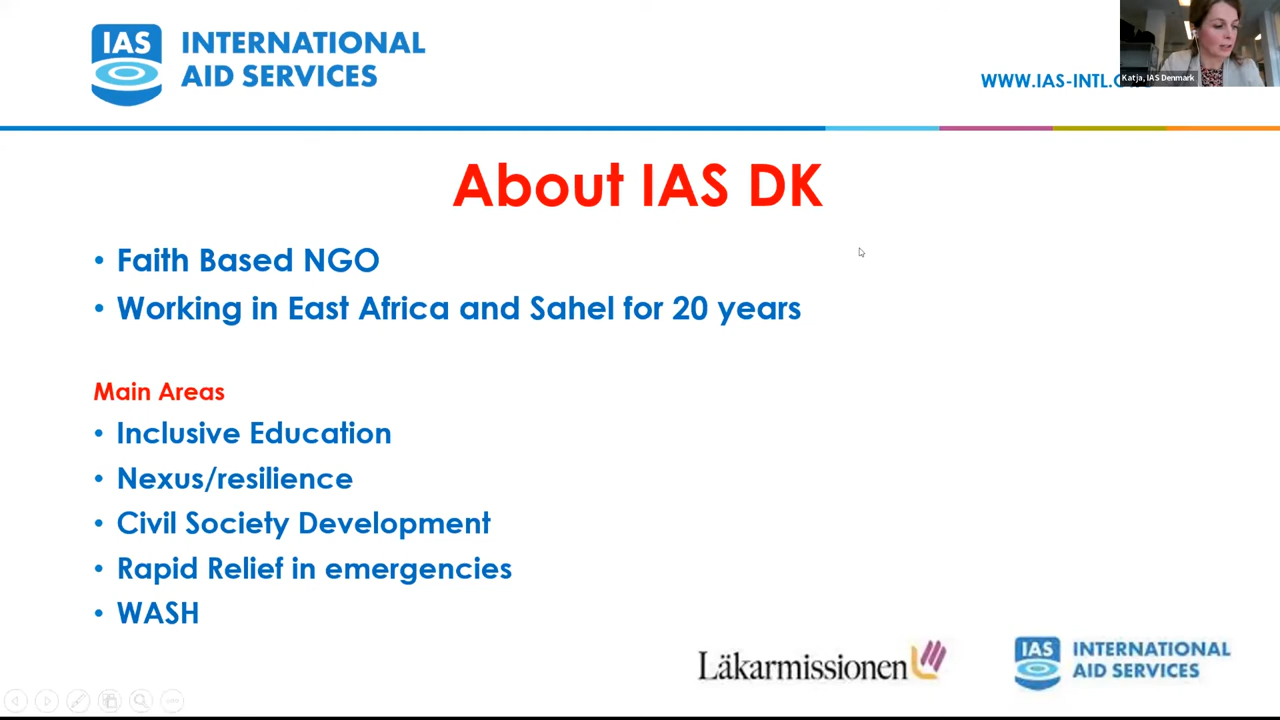 IAS
INTERNATIONAL
AID SERVICES
WWW.IAS-INTL.
Katja, IAS Denmark
About IAS DK
• Faith Based NGO
• Working in East Africa and Sahel for 20 years
Main Areas
• Inclusive Education
• Nexus/resilience
• Civil Society Development
• Rapid Relief in emergencies
• WASH
Läkarmissionen
IAS
INTERNATIONAL
AID SERVICES